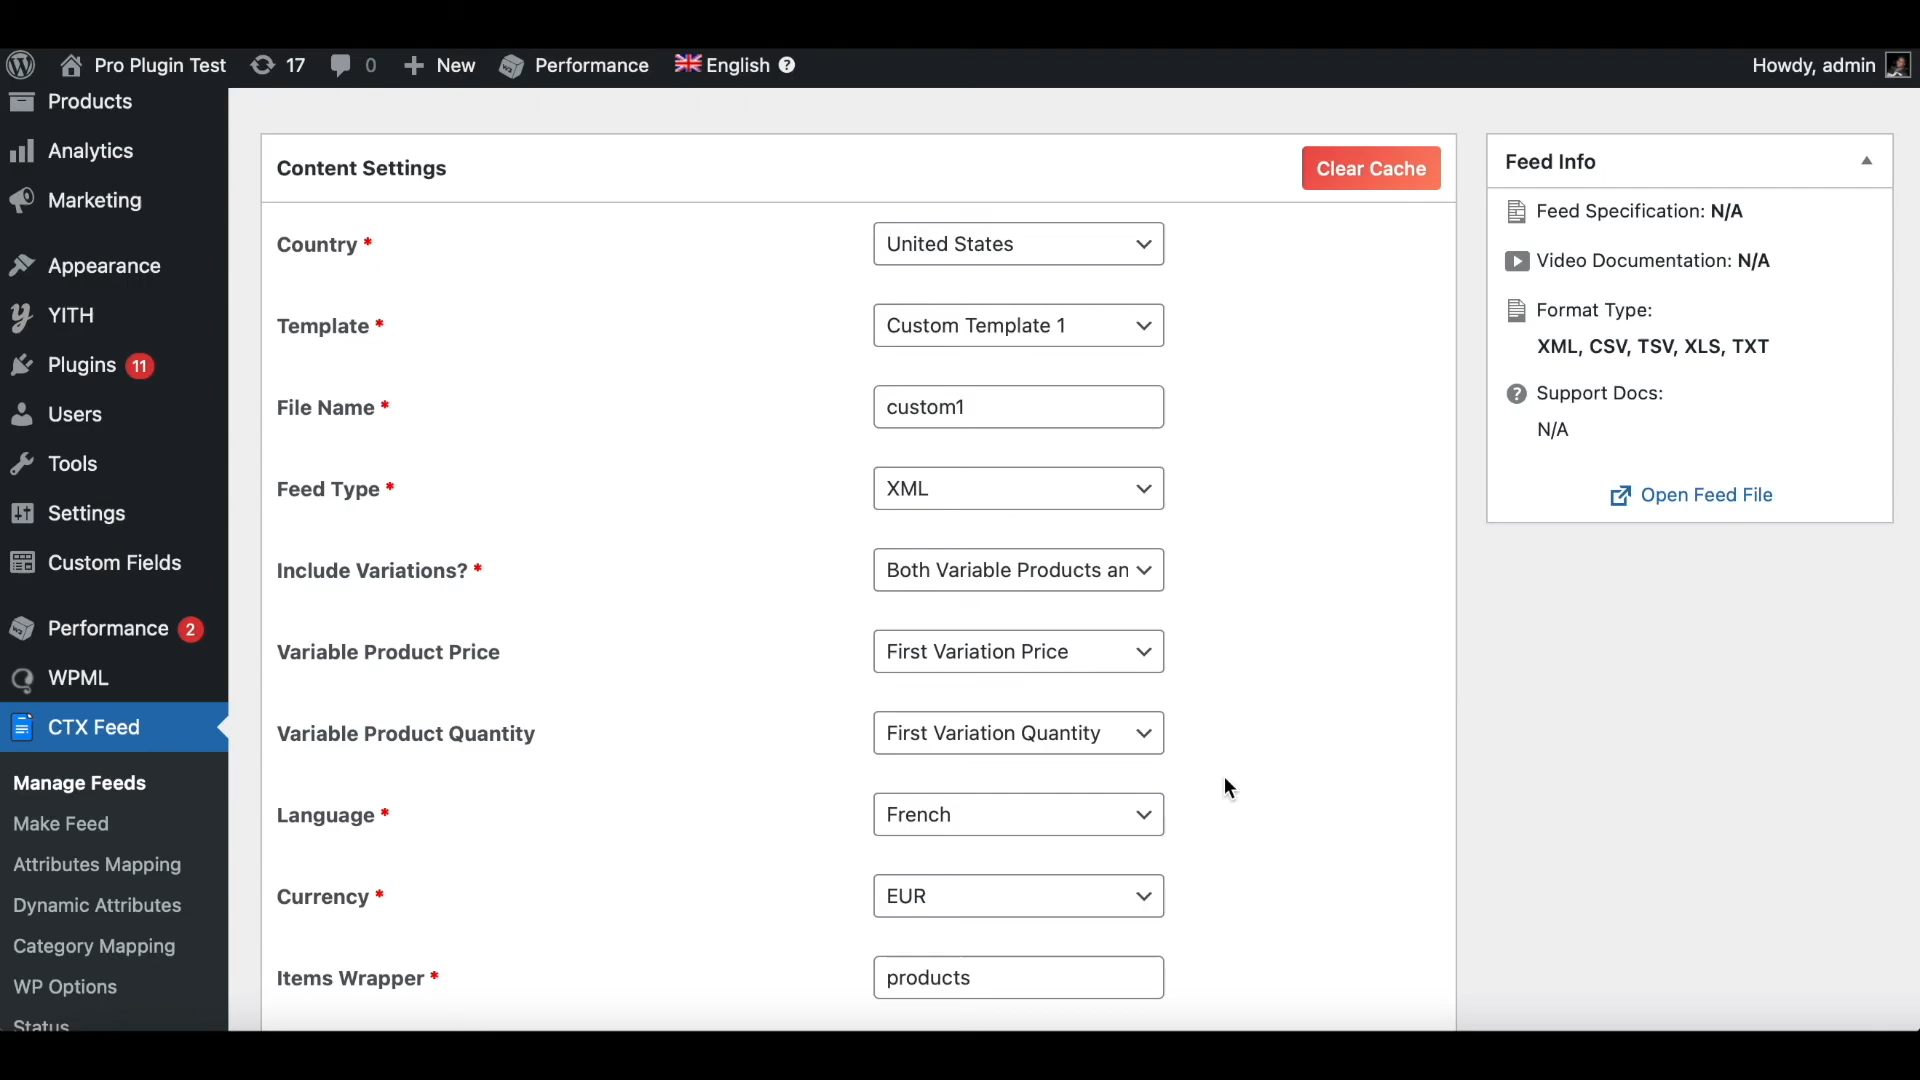 Pro Plugin Test 17 0 New Performance English Howdy, admin
Products
Analytics
Marketing
Appearance
YITH
Plugins 11
Users
Tools
Settings
Custom Fields
Performance 2
WPML
CTX Feed
Manage Feeds
Make Feed
Attributes Mapping
Dynamic Attributes
Category Mapping
WP Options
Status
Content Settings Clear Cache
Country * United States
Template * Custom Template 1
File Name * custom1
Feed Type * XML
Include Variations? * Both Variable Products an
Variable Product Price First Variation Price
Variable Product Quantity First Variation Quantity
Language * French
Currency * EUR
Items Wrapper * products
Feed Info
Feed Specification: N/A
Video Documentation: N/A
Format Type:
XML, CSV, TSV, XLS, TXT
Support Docs:
N/A
Open Feed File